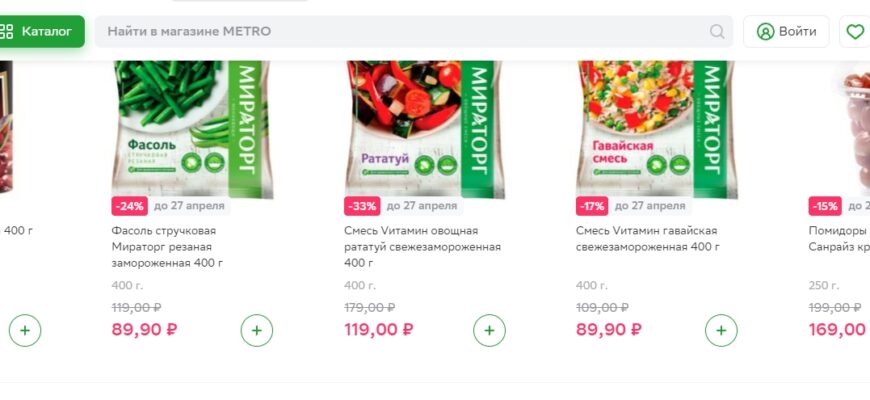 Каталог
Найти в магазине METRO
Войти
МИРАТОРГ
Фасоль
СТРУЧКОВАЯ
РЕЗАНАЯ
МИРАТОРГ
Рататуй
МИРАТОРГ
Гавайская
смесь
-24% до 27 апреля
-33% до 27 апреля
-17% до 27 апреля
-15% до 2
400 г
Фасоль стручковая
Мираторг резаная
замороженная 400 г
400 г.
119,00 ₽
89,90 ₽
Смесь Vитамин овощная
рататуй свежезамороженная
400 г
400 г.
179,00 ₽
119,00 ₽
Смесь Vитамин гавайская
свежезамороженная 400 г
400 г.
109,00 ₽
89,90 ₽
Помидоры
Санрайз кр
250 г.
199,00 ₽
169,00